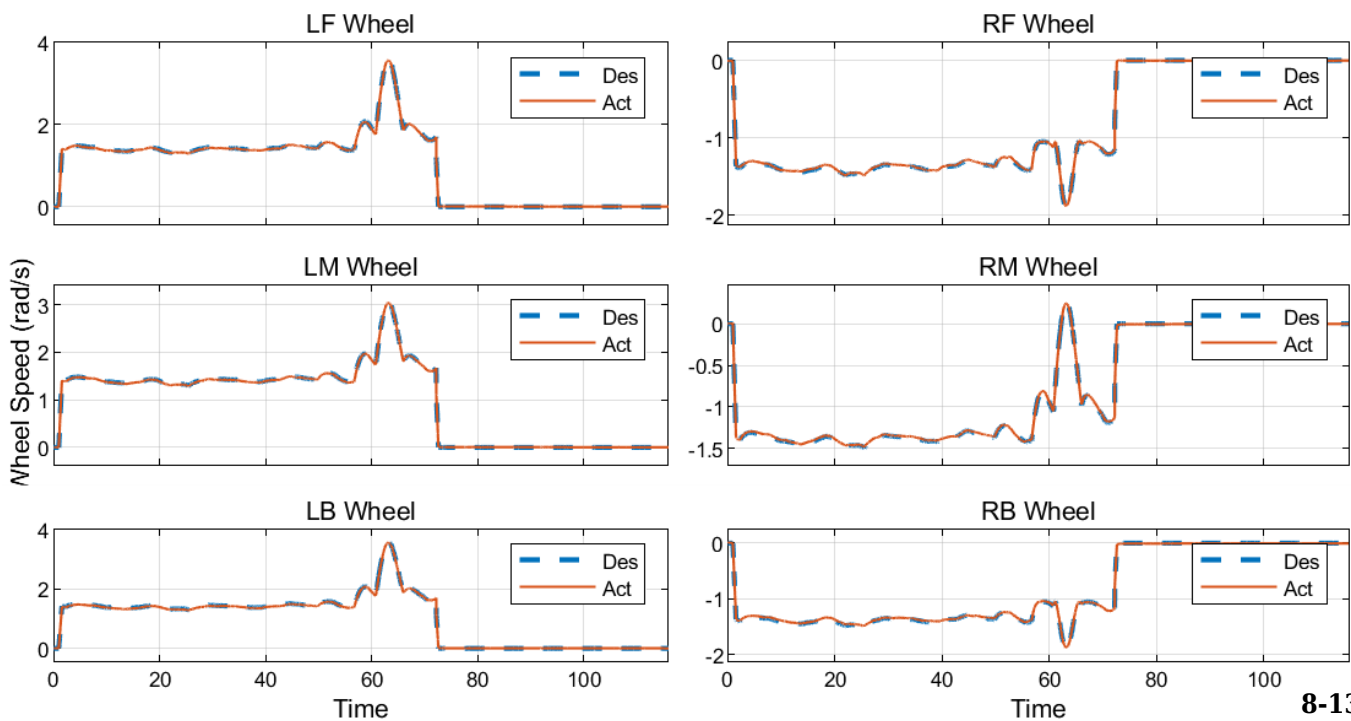 LF Wheel
4
2
0
Des
Act
RF Wheel
0
-1
-2
Des
Act
Wheel Speed (rad/s)
LM Wheel
3
2
1
0
Des
Act
RM Wheel
0
-0.5
-1
-1.5
Des
Act
LB Wheel
4
2
0
Des
Act
0 20 40 60 80 100
Time
RB Wheel
0
-1
-2
Des
Act
0 20 40 60 80 100
Time
8-13